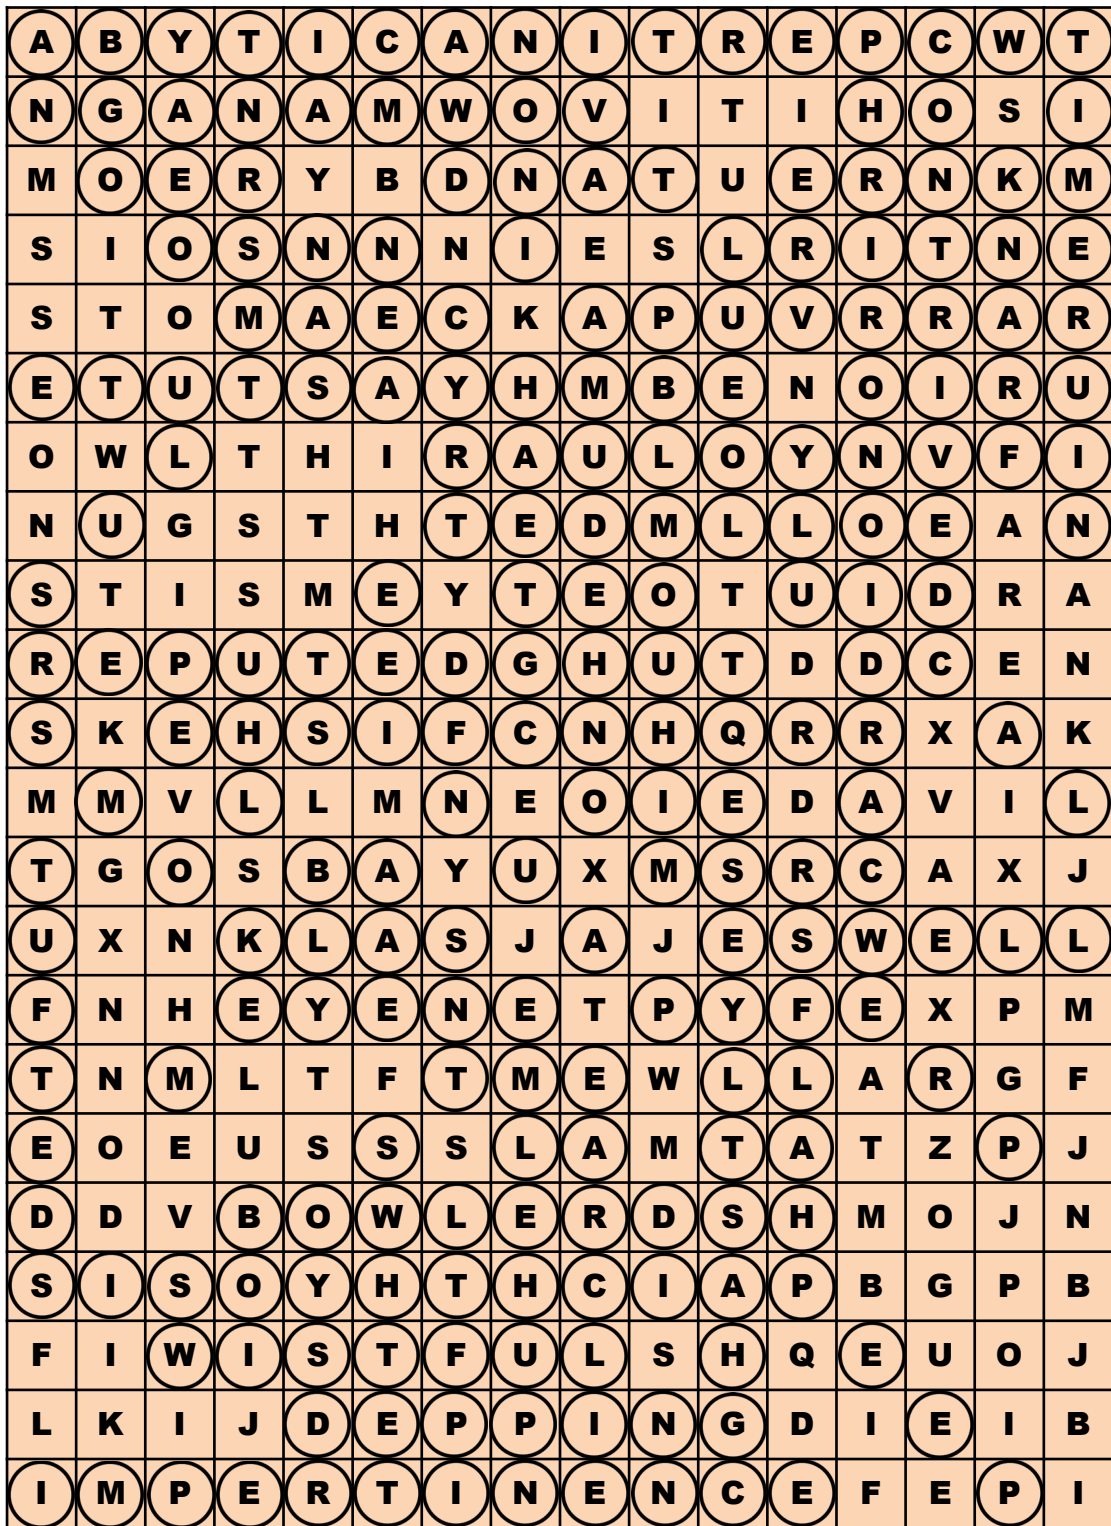 A B Y T I C A N I T R E P C W T
N G A N A M W O V I T I H O S I
M O E R Y B D N A T U E R N K M
S I O S N N N I E S L R I T N E
S T O M A E C K A P U V R R A R
E T U T S A Y H M B E N O I R U
O W L T H I R A U L O Y N V F I
N U G S T H T E D M L L O E A N
S T I S M E Y T E O T U I D R A
R E P U T E D G H U T D D C E N
S K E H S I F C N H Q R R X A K
M M V L L M N E O I E D A V I L
T G O S B A Y U X M S R C A X J
U X N K L A S J A J E S W E L L
F N H E Y E N E T P Y F E X P M
T N M L T F T M E W L L A R G F
E O E U S S S L A M T A T Z P J
D D V B O W L E R D S H M O J N
S I S O Y H T H C I A P B G P B
F I W I S T F U L S H Q E U O J
L K I J D E P P I N G D I E I B
I M P E R T I N E N C E F E P I